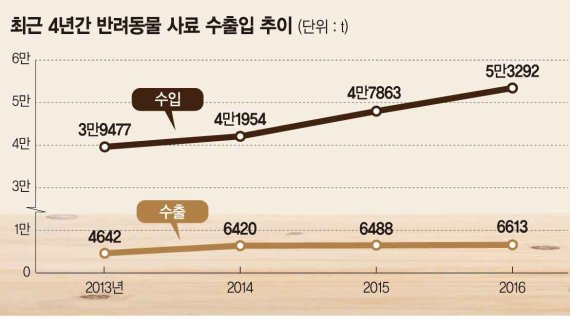 최근 4년간 반려동물 사료 수출입 추이 (단위 : t)
6만
5만
4만
3만
1만
0
수입
3만9477
4만1954
4만7863
5만3292
수출
4642
6420
6488
6613
2013년
2014
2015
2016